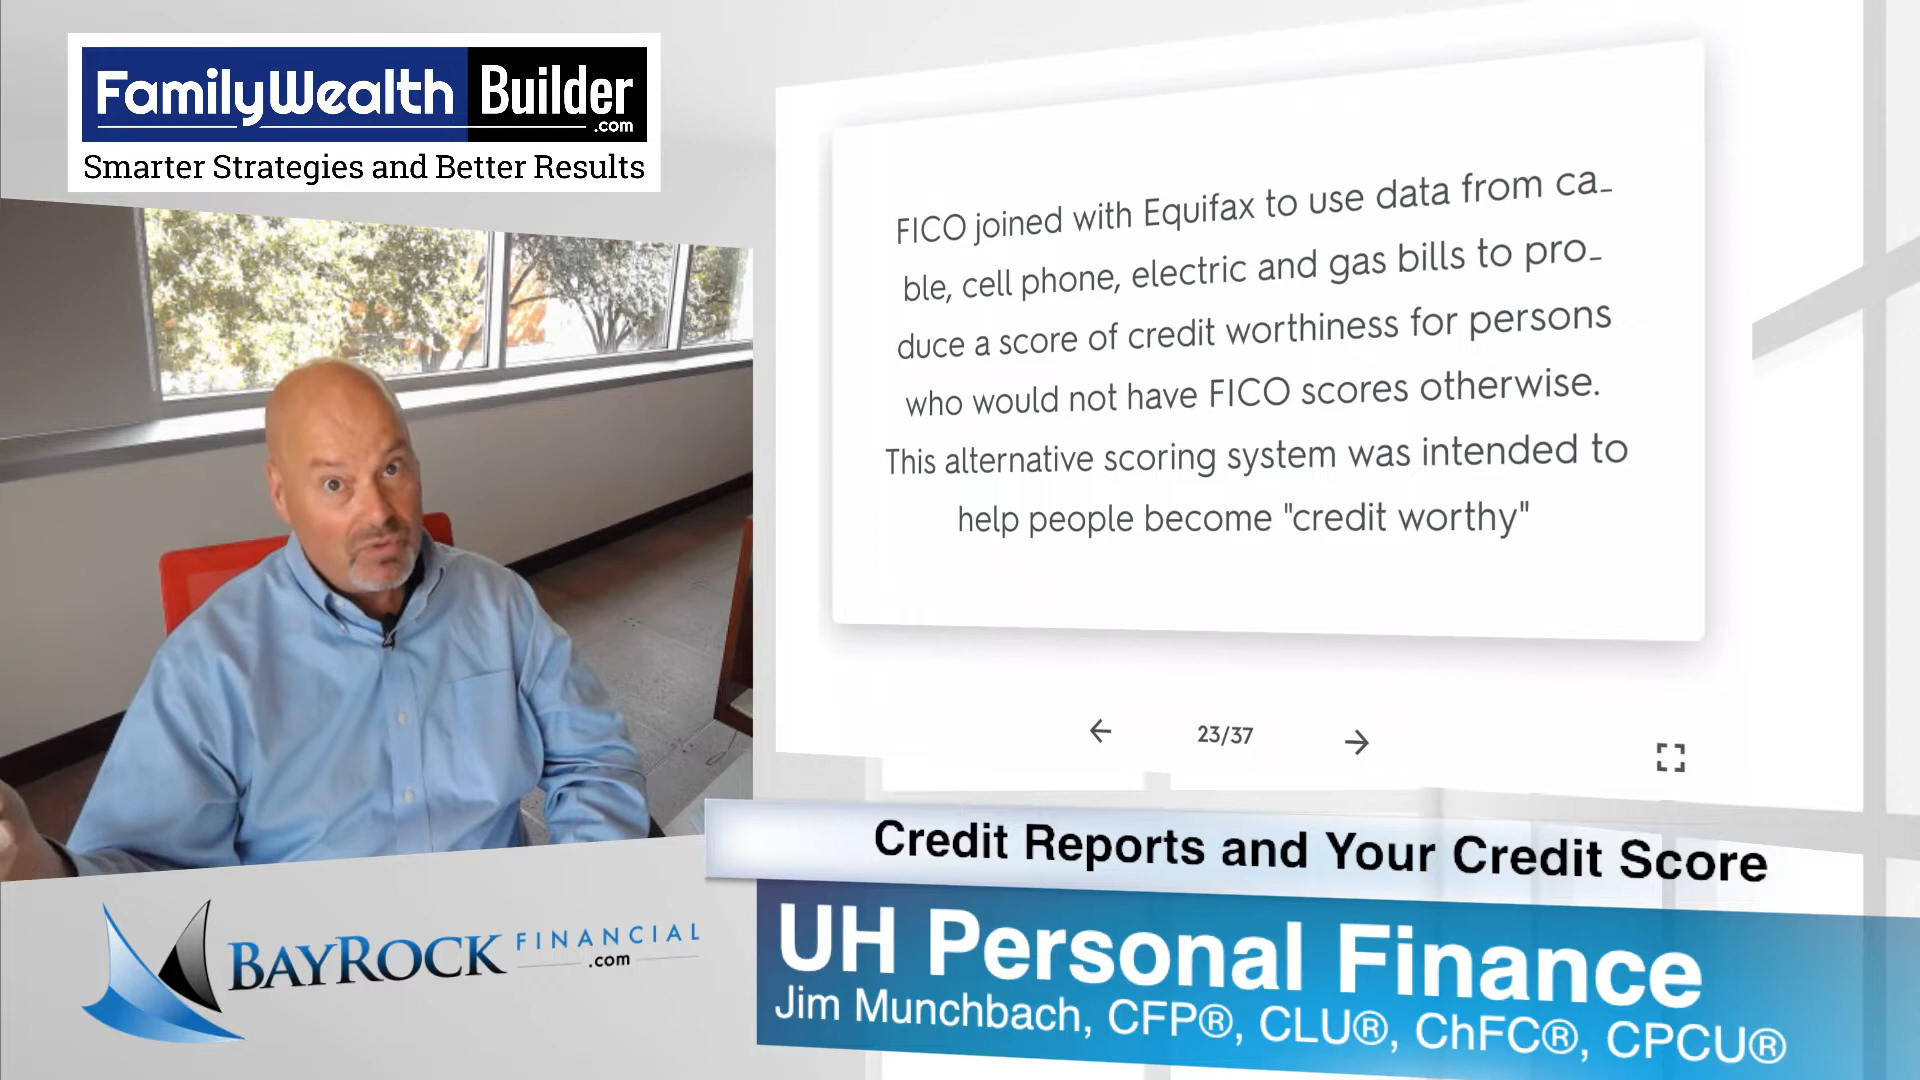 FamilyWealth Builder
.com
Smarter Strategies and Better Results
FICO joined with Equifax to use data from ca-
ble, cell phone, electric and gas bills to pro-
duce a score of credit worthiness for persons
who would not have FICO scores otherwise.
This alternative scoring system was intended to
help people become "credit worthy"
23/37
Credit Reports and Your Credit Score
UH Personal Finance
Jim Munchbach, CFP®, CLU®, ChFC®, CPCU®
BAYROCK FINANCIAL
.com